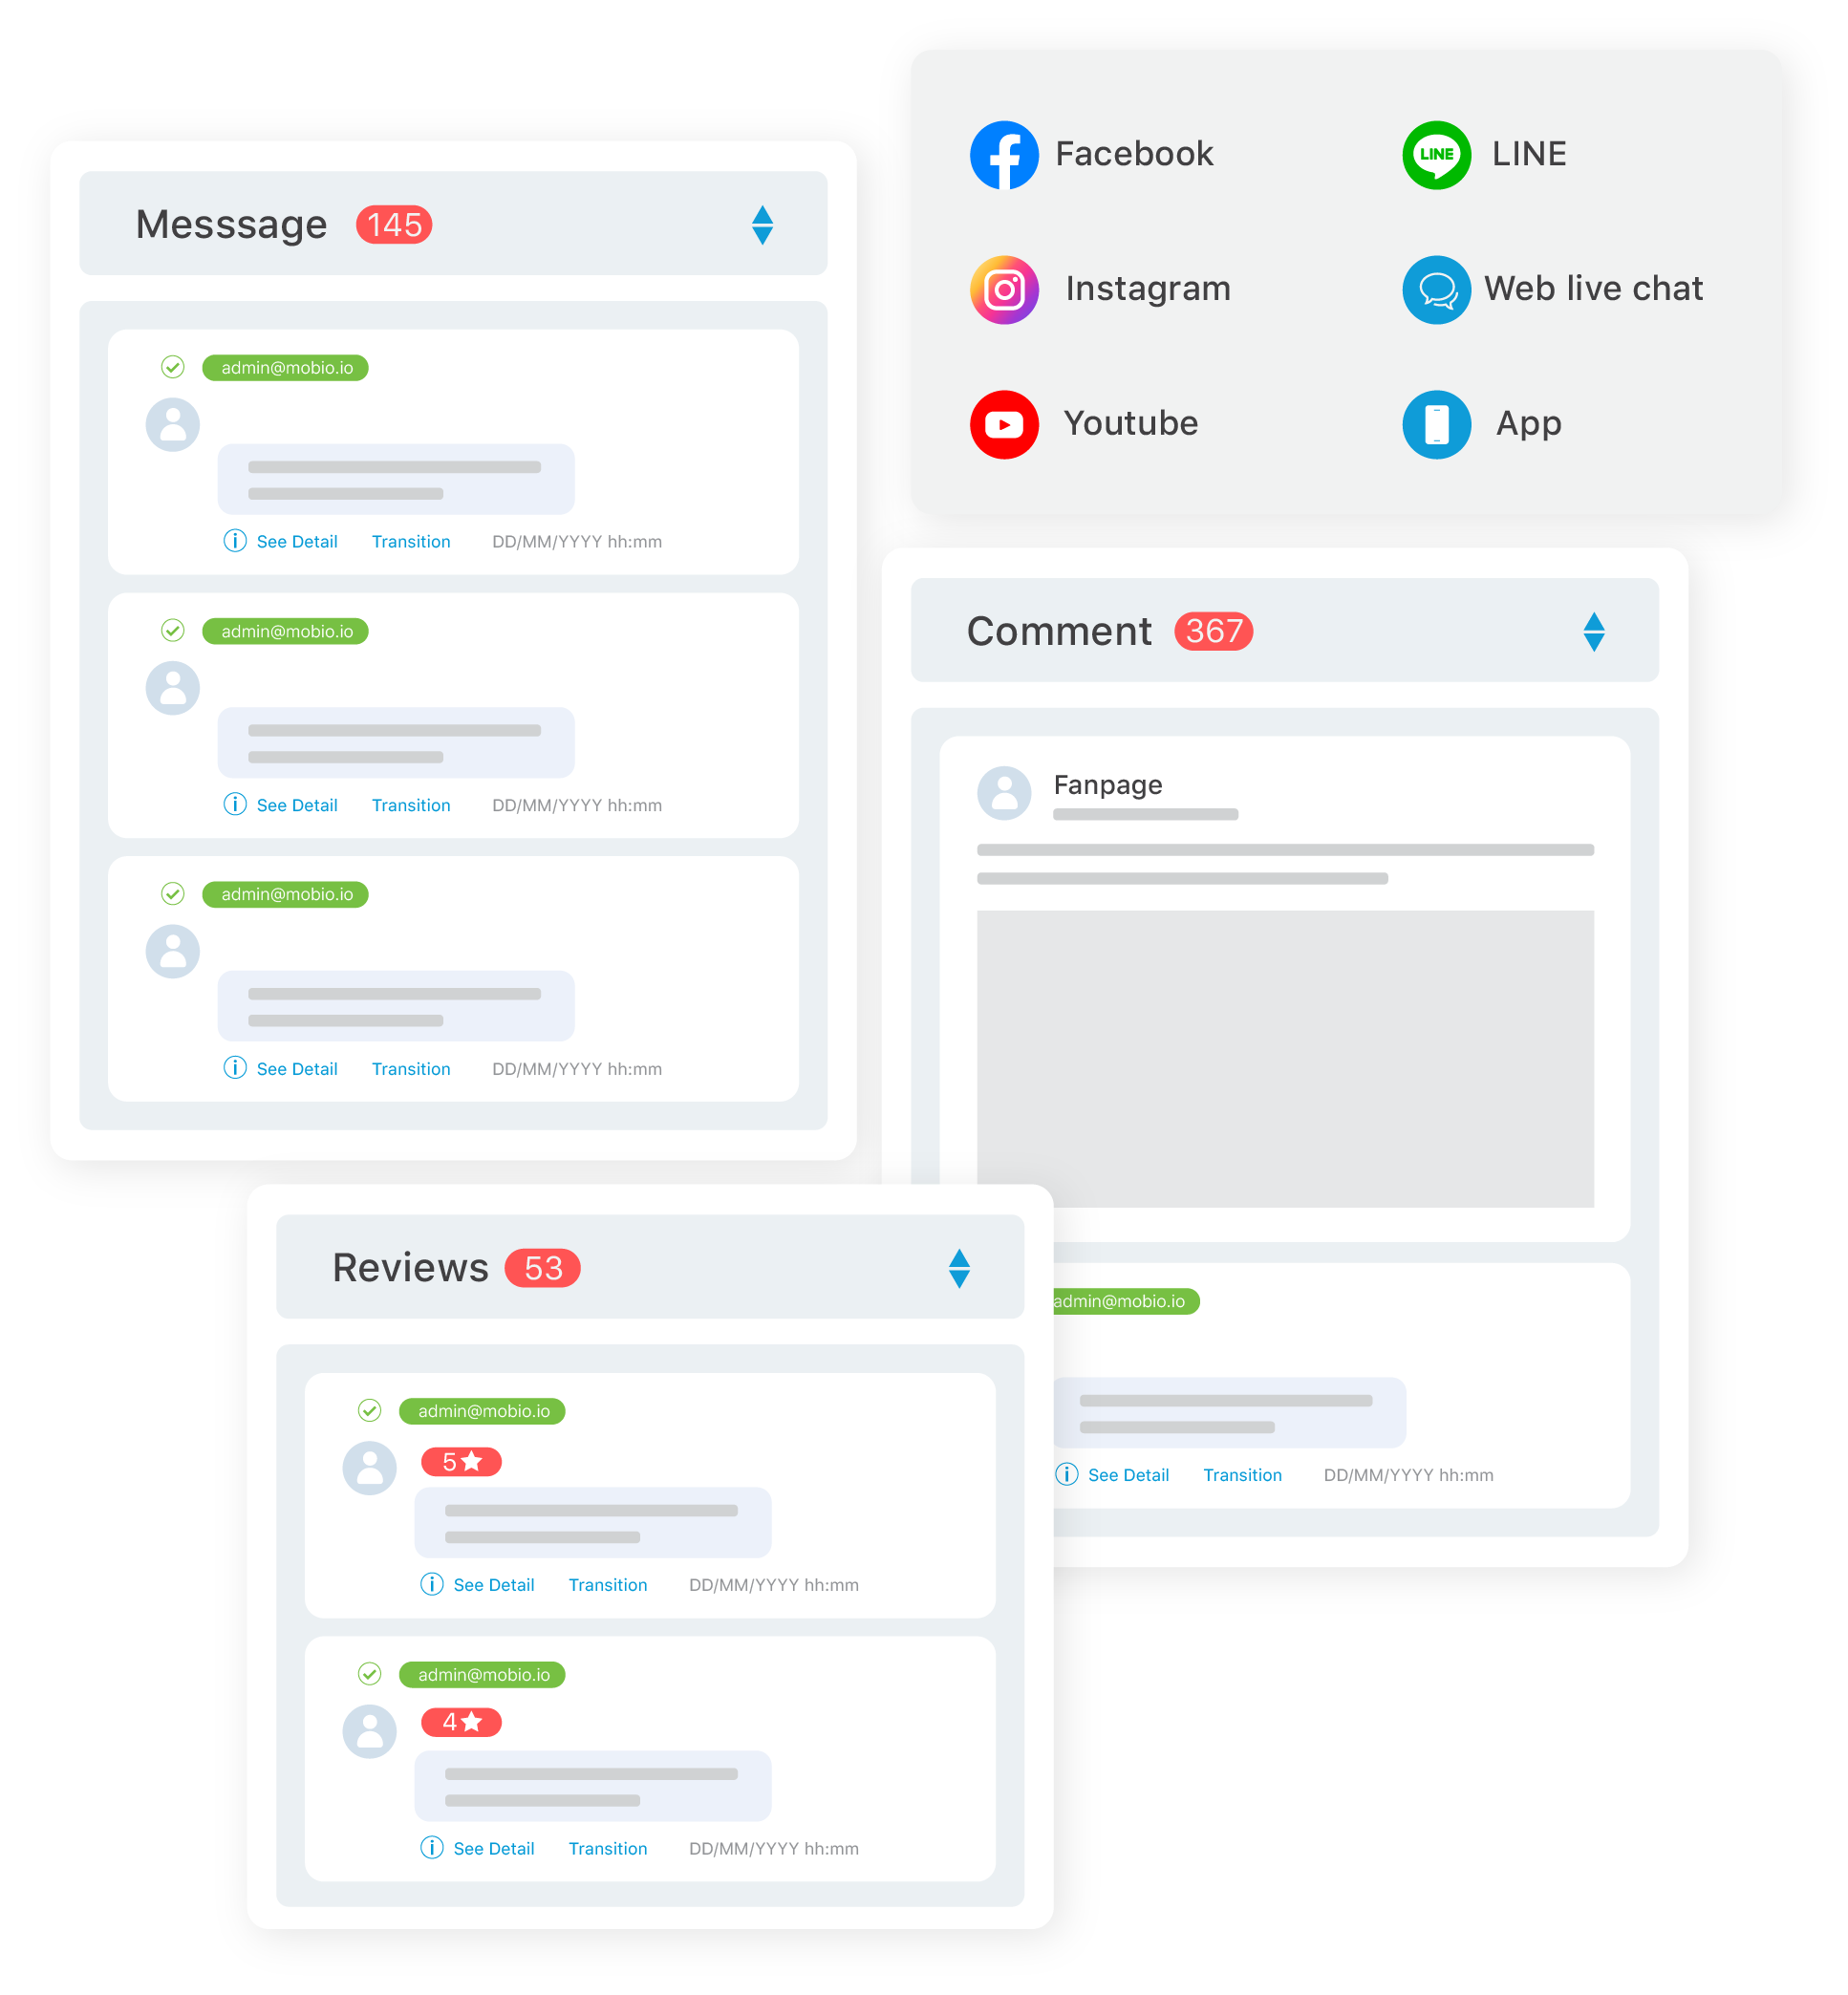 Facebook
LINE
LINE
Instagram
Web live chat
Youtube
App
Messsage 145
admin@mobio.io
See Detail Transition DD/MM/YYYY hh:mm
admin@mobio.io
See Detail Transition DD/MM/YYYY hh:mm
admin@mobio.io
See Detail Transition DD/MM/YYYY hh:mm
Comment 367
Fanpage
admin@mobio.io
See Detail Transition DD/MM/YYYY hh:mm
Reviews 53
admin@mobio.io
5
See Detail Transition DD/MM/YYYY hh:mm
admin@mobio.io
4
See Detail Transition DD/MM/YYYY hh:mm